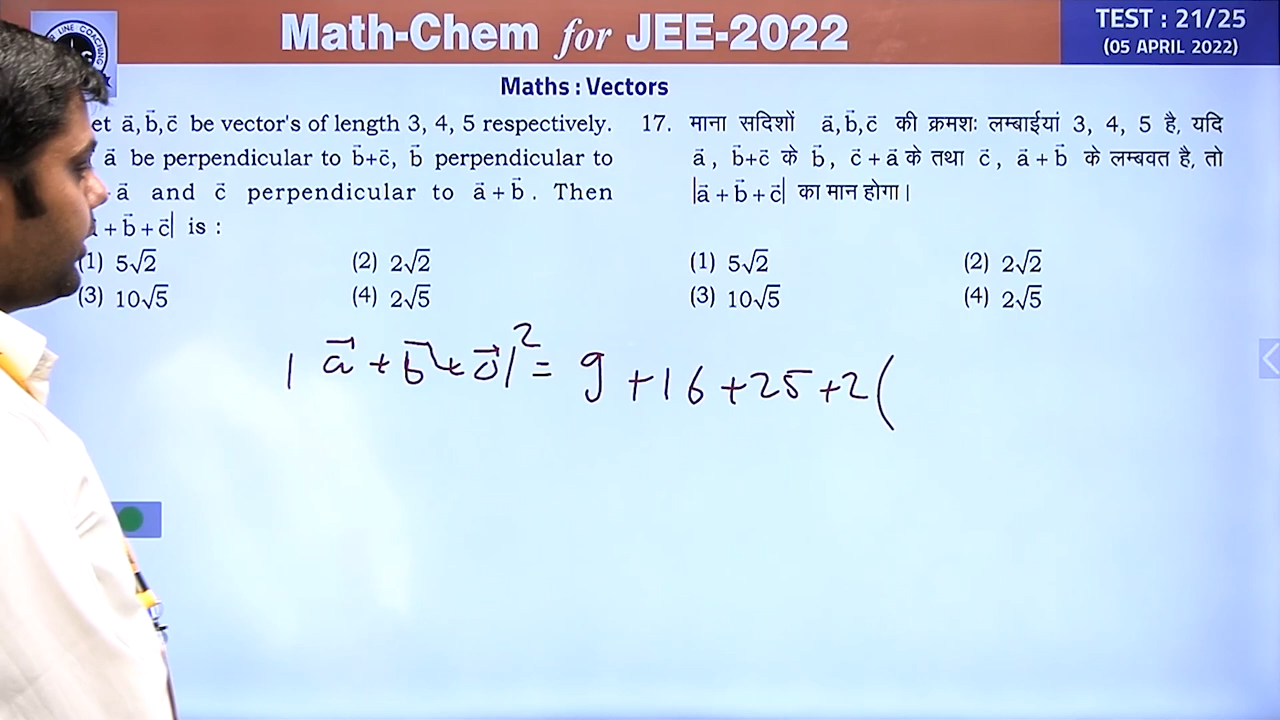 Math-Chem for JEE-2022
TEST : 21/25
(05 APRIL 2022)
LINE COACHING
Maths : Vectors
et a⃗,b⃗,c⃗ be vector's of length 3, 4, 5 respectively.
a⃗ be perpendicular to b⃗+c⃗, b⃗ perpendicular to
a⃗ and c⃗ perpendicular to a⃗+b⃗. Then
+b⃗+c⃗| is :
(1) 5√2
(2) 2√2
(3) 10√5
(4) 2√5
17. माना सदिशों a⃗,b⃗,c⃗ की क्रमशः लम्बाईयां 3, 4, 5 है, यदि
a⃗, b⃗+c⃗ के b⃗, c⃗+a⃗ के तथा c⃗, a⃗+b⃗ के लम्बवत है, तो
|a⃗+b⃗+c⃗| का मान होगा।
(1) 5√2
(2) 2√2
(3) 10√5
(4) 2√5
|a⃗+b⃗+c⃗|² = 9+16+25+2(